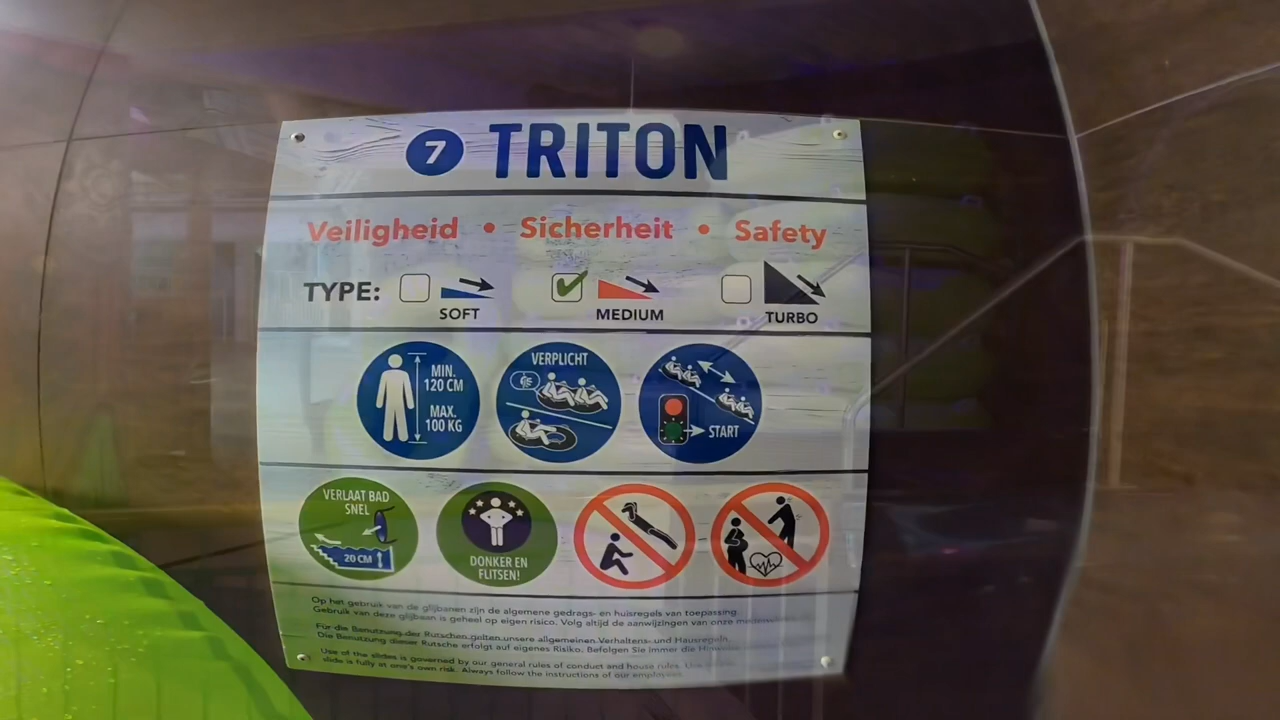 7 TRITON
Veiligheid • Sicherheit • Safety
TYPE:
SOFT
MEDIUM
TURBO
MIN.
120 CM
MAX.
100 KG
VERPLICHT
START
VERLAAT BAD
SNEL
20 CM
DONKER EN
FLITSEN!
Op het gebruik van de glijbanen zijn de algemene gedrags- en huisregels van toepassing.
Gebruik van deze glijbaan is geheel op eigen risico. Volg altijd de aanwijzingen van onze
Für die Benutzung der Rutschen gelten unsere allgemeinen Verhaltens- und Hausregeln.
Die Benutzung dieser Rutsche erfolgt auf eigenes Risiko. Befolgen Sie immer die
Use of the slides is governed by our general rules of conduct and house rules. Use
slide is fully at one's own risk. Always follow the instructions of our employees.